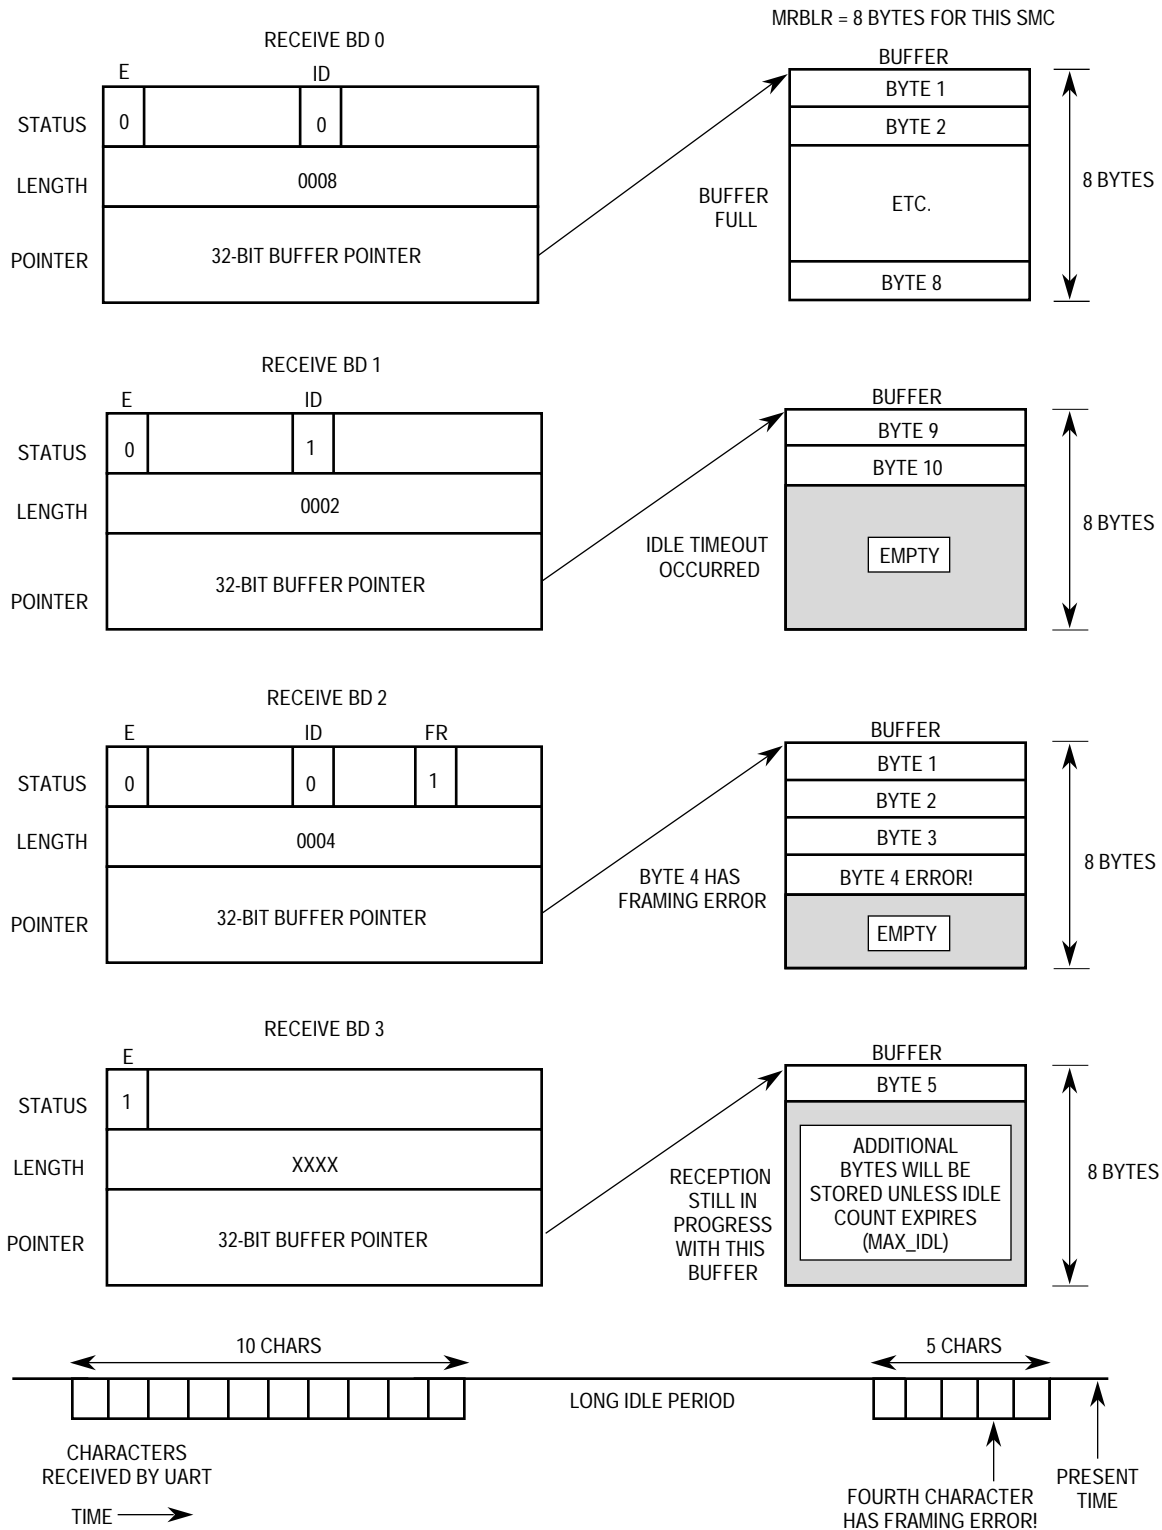 MRBLR = 8 BYTES FOR THIS SMC
RECEIVE BD 0
E
ID
STATUS
0
0
LENGTH
0008
POINTER
32-BIT BUFFER POINTER
BUFFER
FULL
BUFFER
BYTE 1
BYTE 2
ETC.
BYTE 8
8 BYTES
RECEIVE BD 1
E
ID
STATUS
0
1
LENGTH
0002
POINTER
32-BIT BUFFER POINTER
IDLE TIMEOUT
OCCURRED
BUFFER
BYTE 9
BYTE 10
EMPTY
8 BYTES
RECEIVE BD 2
E
ID
FR
STATUS
0
0
1
LENGTH
0004
POINTER
32-BIT BUFFER POINTER
BYTE 4 HAS
FRAMING ERROR
BUFFER
BYTE 1
BYTE 2
BYTE 3
BYTE 4 ERROR!
EMPTY
8 BYTES
RECEIVE BD 3
E
STATUS
1
LENGTH
XXXX
POINTER
32-BIT BUFFER POINTER
RECEPTION
STILL IN
PROGRESS
WITH THIS
BUFFER
BUFFER
BYTE 5
ADDITIONAL
BYTES WILL BE
STORED UNLESS IDLE
COUNT EXPIRES
(MAX_IDL)
8 BYTES
10 CHARS
5 CHARS
LONG IDLE PERIOD
CHARACTERS
RECEIVED BY UART
TIME
FOURTH CHARACTER
HAS FRAMING ERROR!
PRESENT
TIME